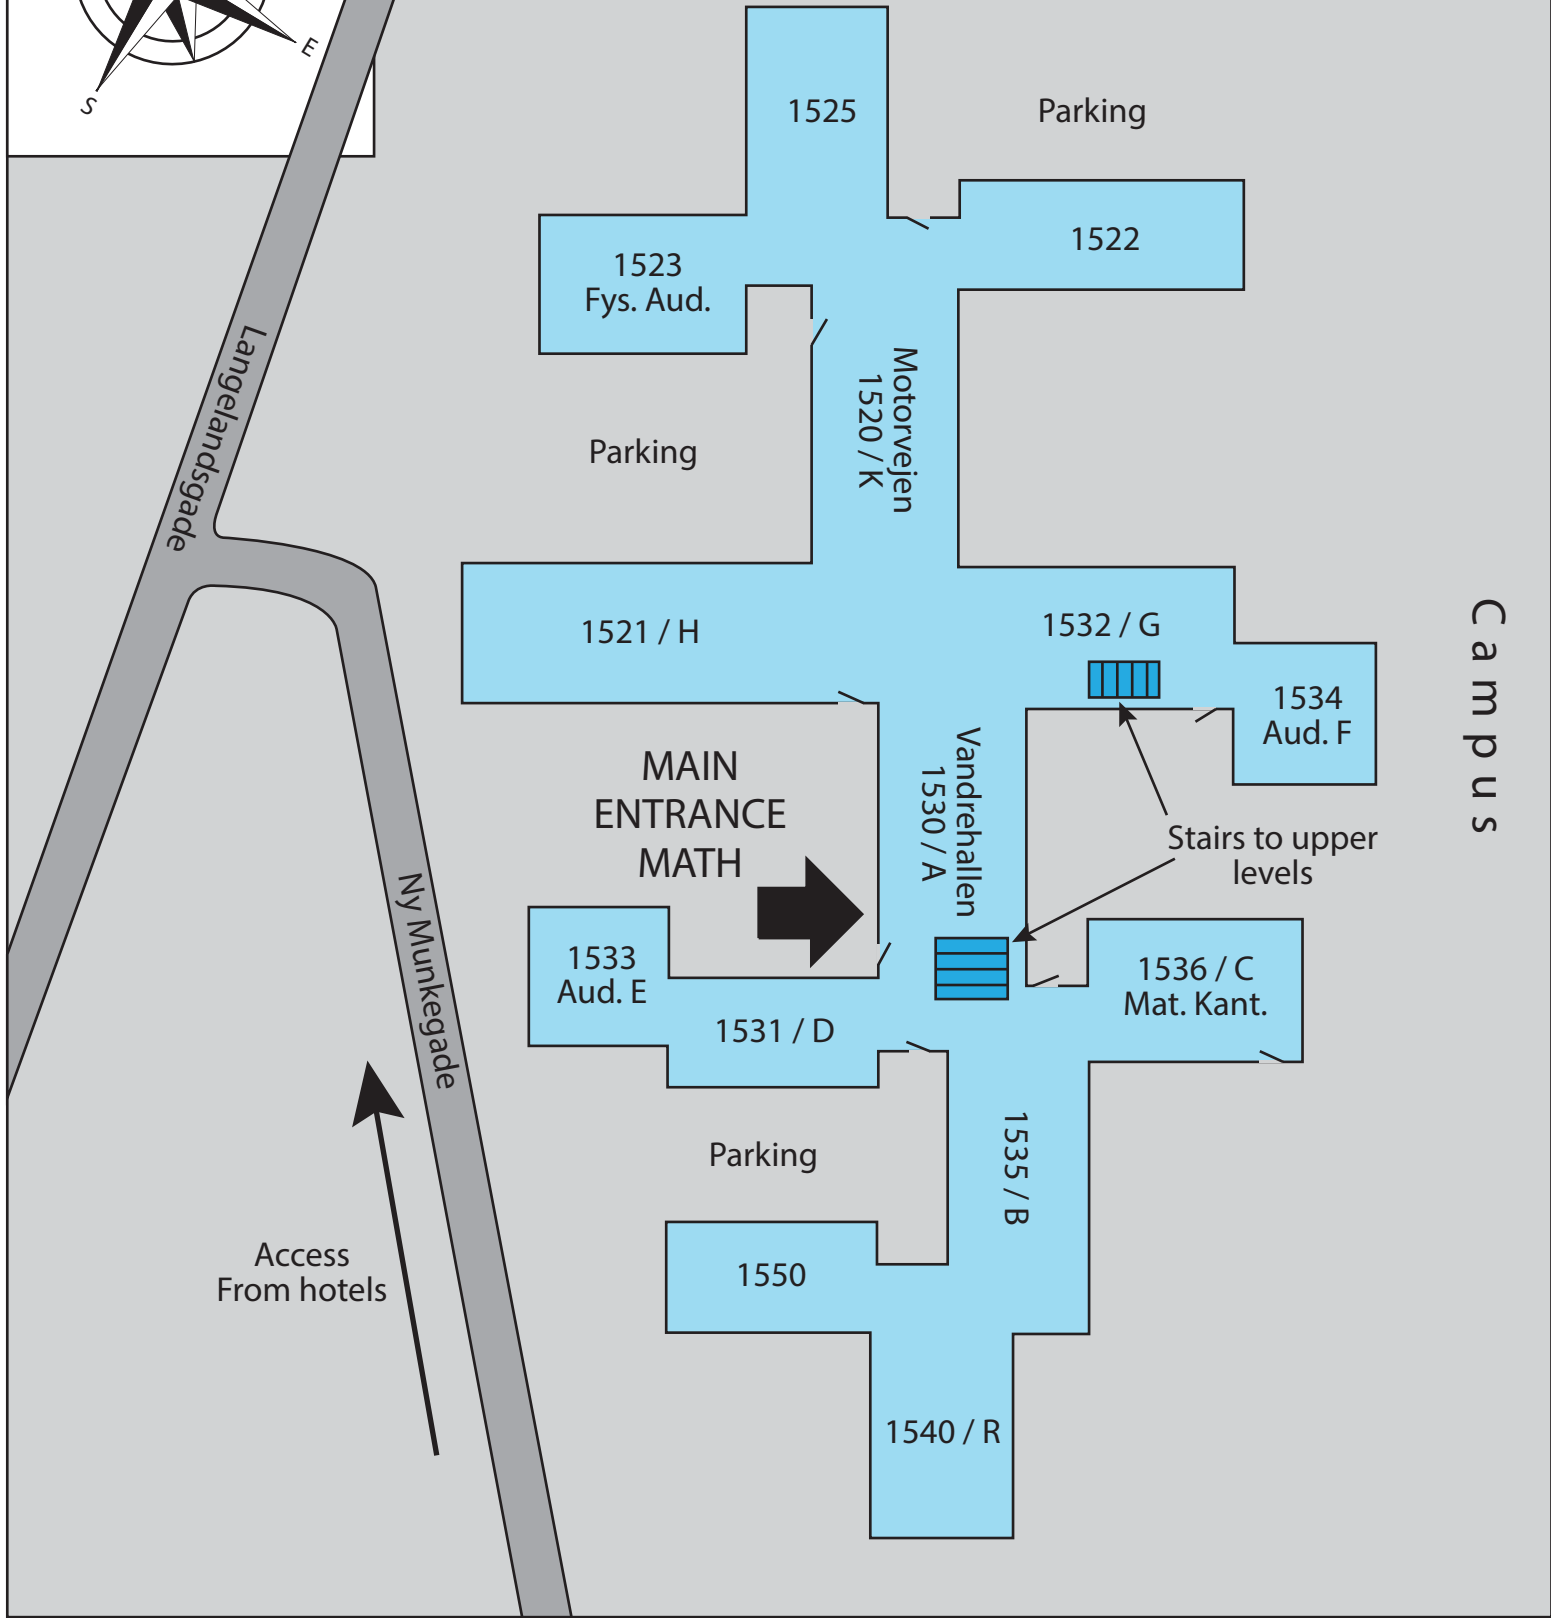 E
S
1525
Parking
1522
1523
Fys. Aud.
Langelandsgade
Motorvejen
1520 / K
Parking
1521 / H
1532 / G
1534
Aud. F
Campus
MAIN
ENTRANCE
MATH
Vandrehallen
1530 / A
Stairs to upper
levels
Ny Munkegade
1533
Aud. E
1536 / C
Mat. Kant.
1531 / D
Parking
1535 / B
Access
From hotels
1550
1540 / R